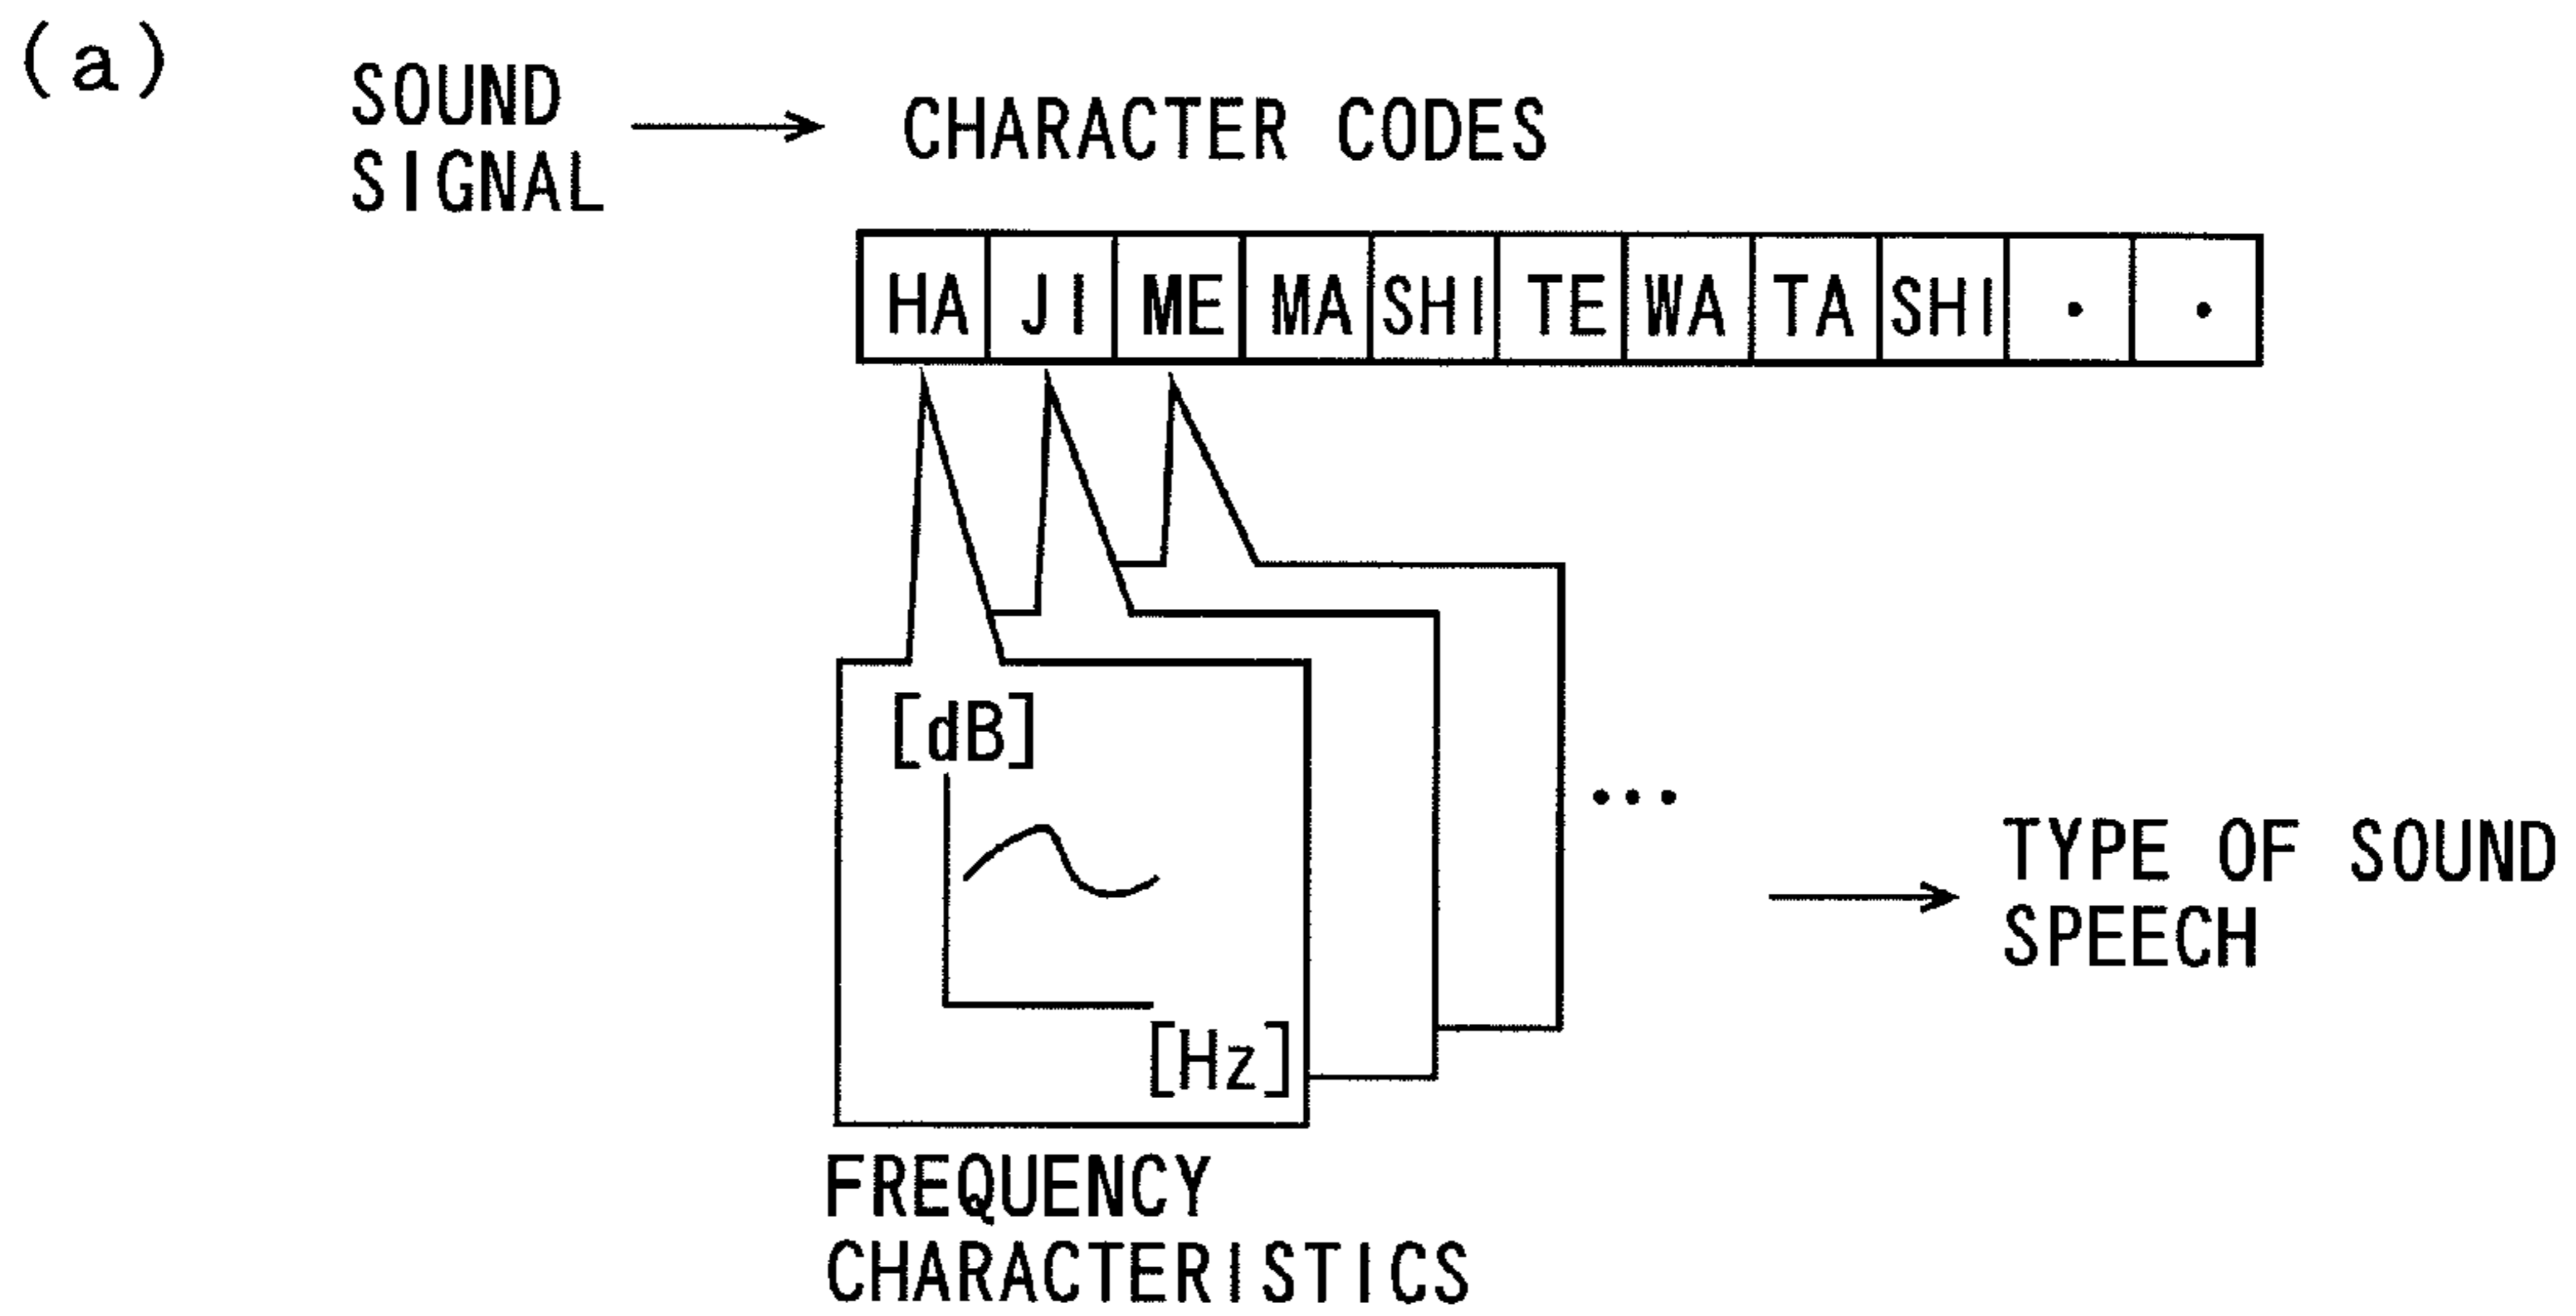 (a)
SOUND
SIGNAL
CHARACTER CODES
HA JI ME MA SHI TE WA TA SHI . .
[dB]
[Hz]
...
TYPE OF SOUND
SPEECH
FREQUENCY
CHARACTERISTICS